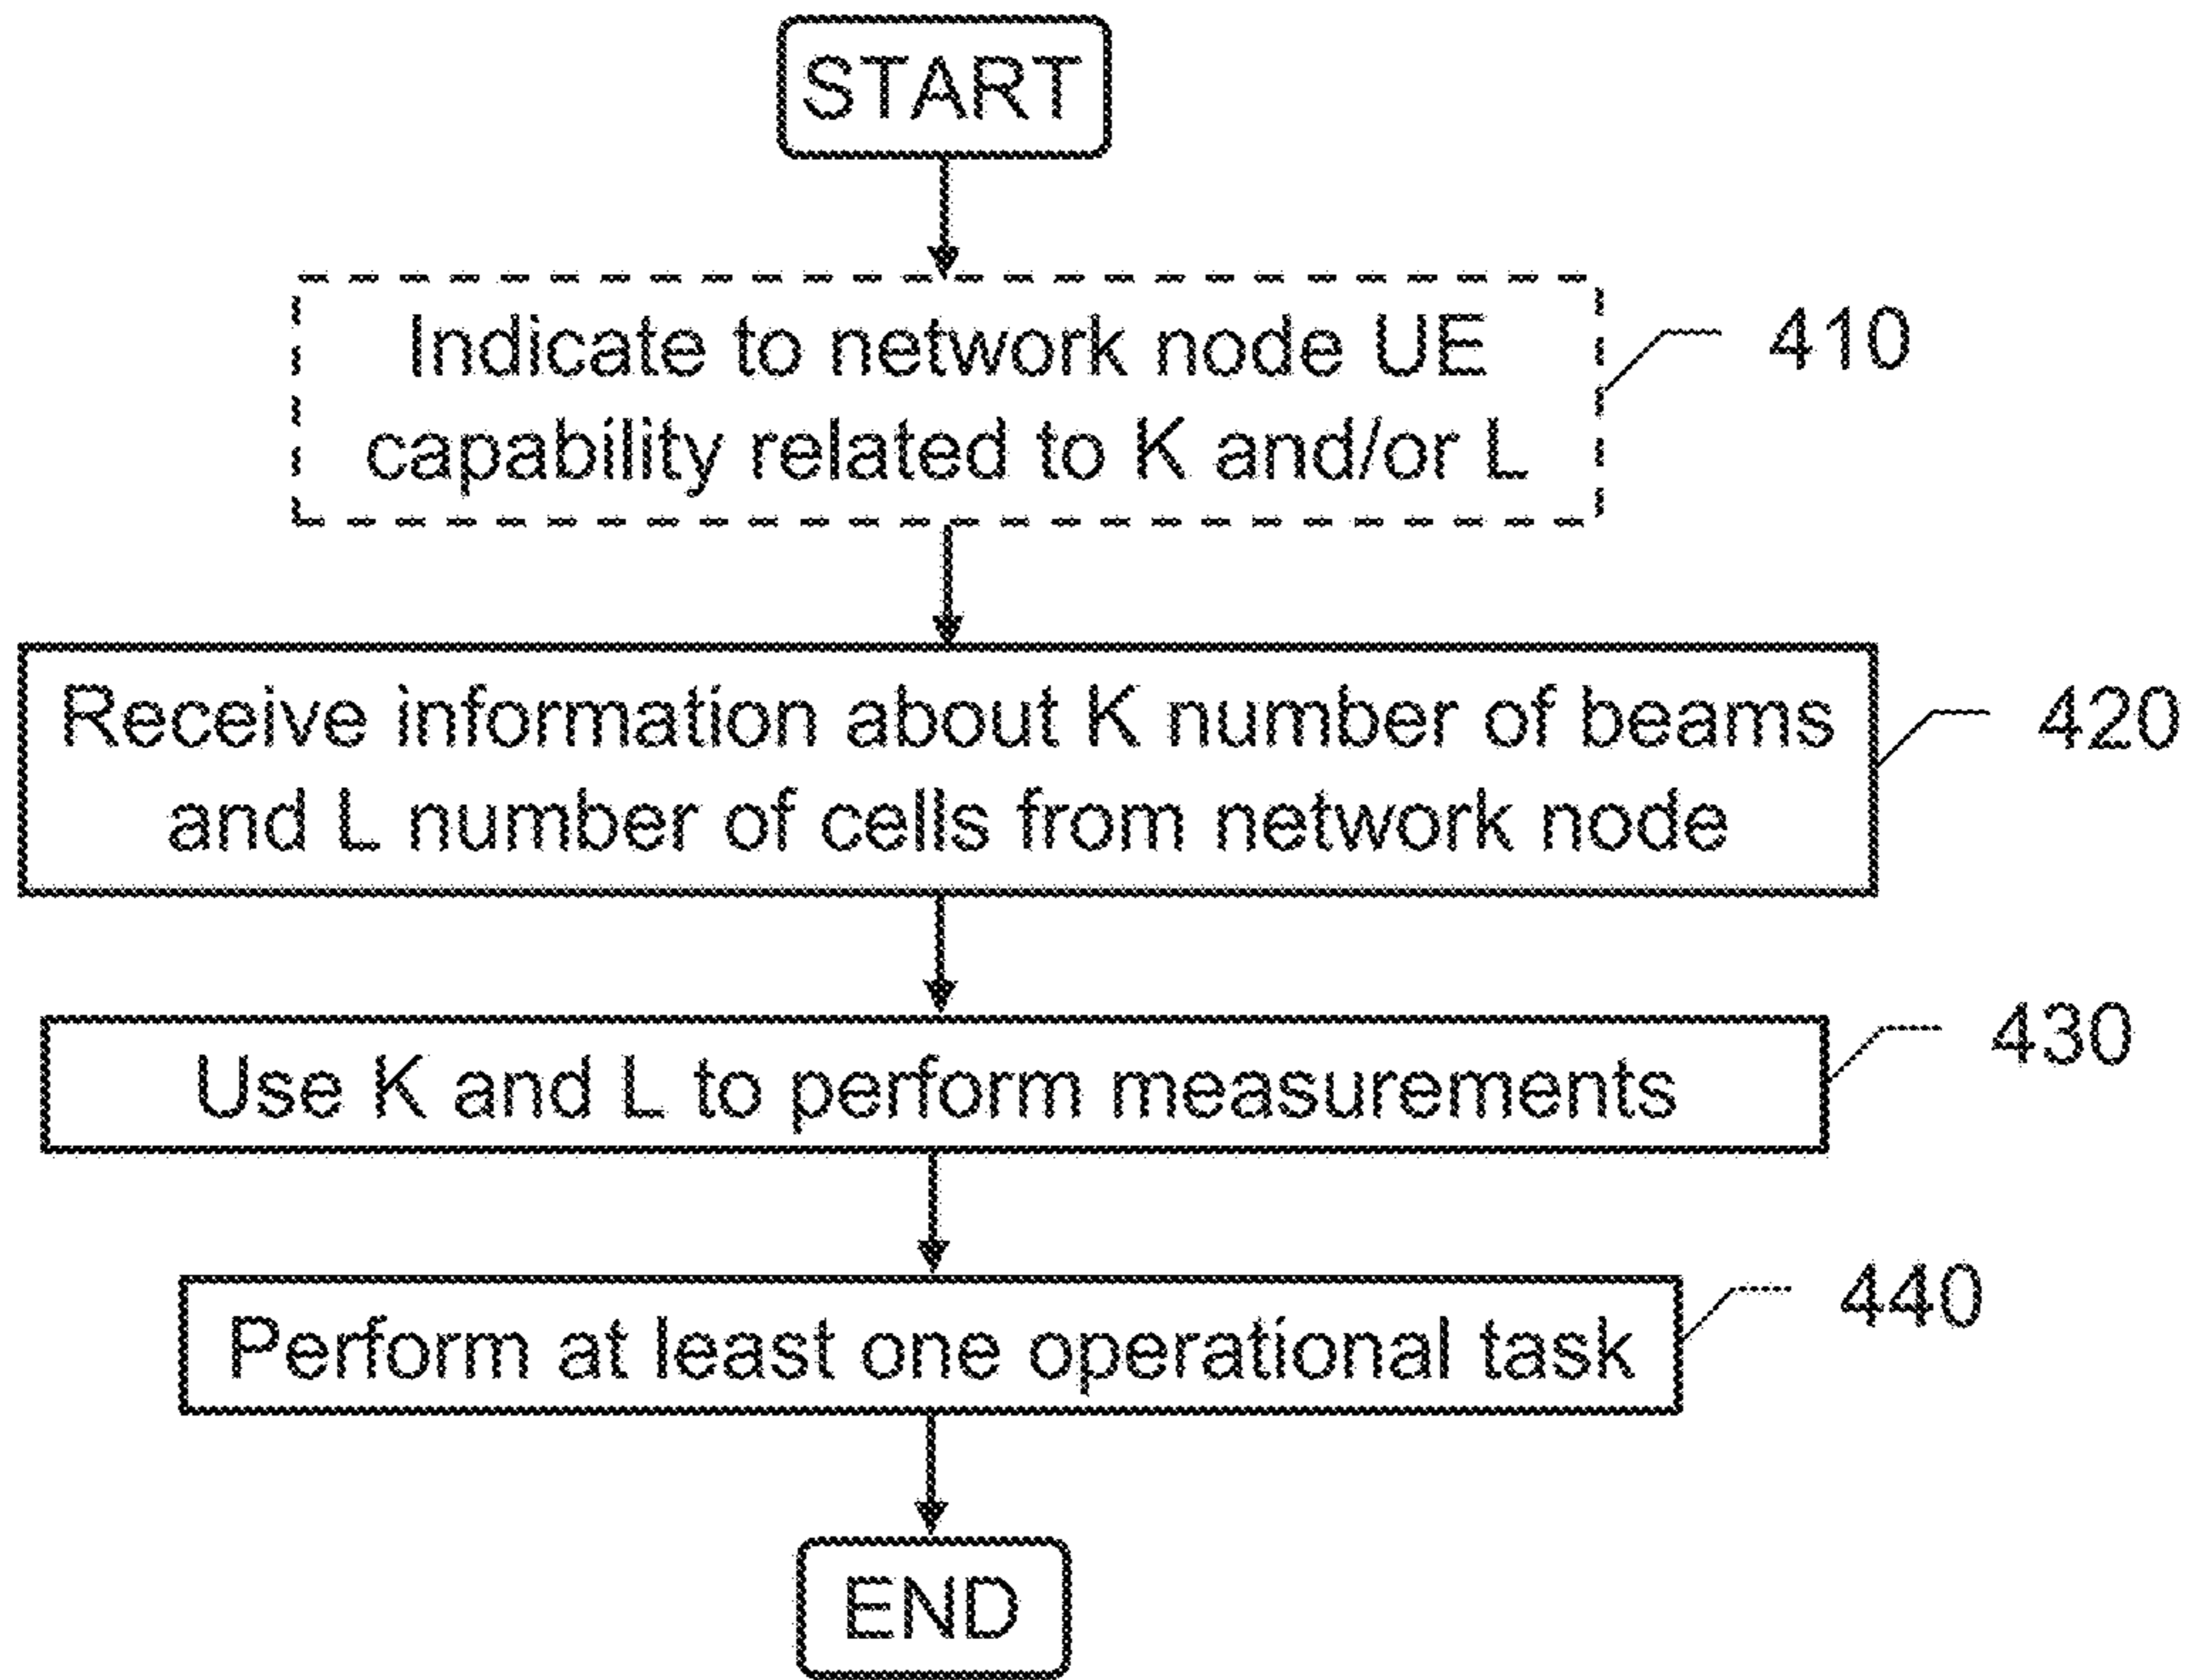 START
Indicate to network node UE
capability related to K and/or L
410
Receive information about K number of beams
and L number of cells from network node
420
Use K and L to perform measurements
430
Perform at least one operational task
440
END